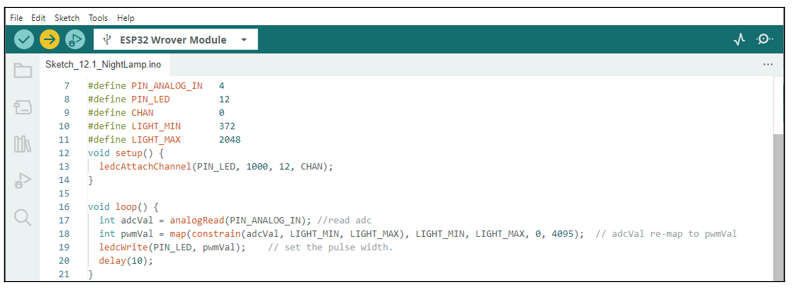 File Edit Sketch Tools Help
ESP32 Wrover Module
Sketch_12.1_NightLamp.ino
...
7 #define PIN_ANALOG_IN 4
8 #define PIN_LED 12
9 #define CHAN 0
10 #define LIGHT_MIN 372
11 #define LIGHT_MAX 2048
12 void setup() {
13 ledcAttachChannel(PIN_LED, 1000, 12, CHAN);
14 }
15
16 void loop() {
17 int adcVal = analogRead(PIN_ANALOG_IN); //read adc
18 int pwmVal = map(constrain(adcVal, LIGHT_MIN, LIGHT_MAX), LIGHT_MIN, LIGHT_MAX, 0, 4095); // adcVal re-map to pwmVal
19 ledcWrite(PIN_LED, pwmVal); // set the pulse width.
20 delay(10);
21 }